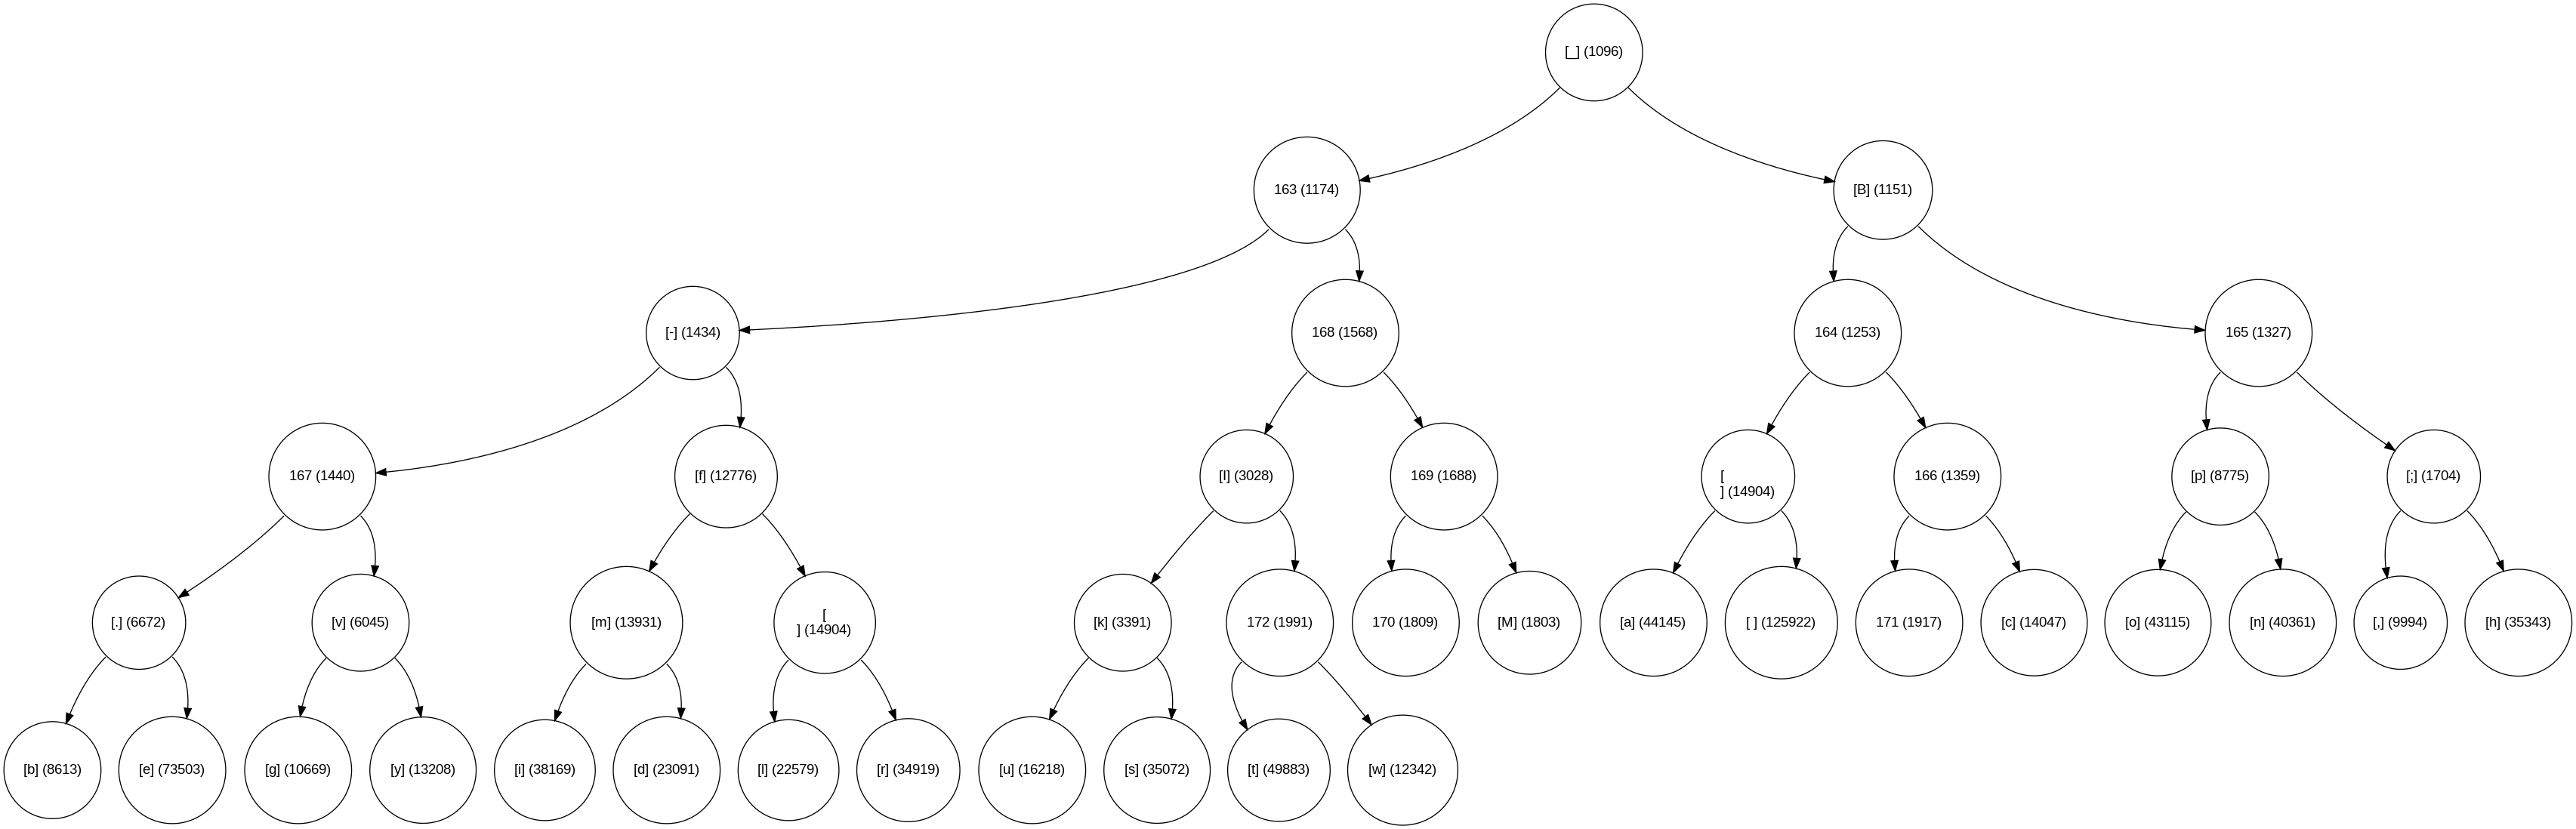 [_] (1096)
163 (1174)
[B] (1151)
[-] (1434)
168 (1568)
164 (1253)
165 (1327)
167 (1440)
[f] (12776)
[I] (3028)
169 (1688)
[
] (14904)
166 (1359)
[p] (8775)
[;] (1704)
[.] (6672)
[v] (6045)
[m] (13931)
[
] (14904)
[k] (3391)
172 (1991)
170 (1809)
[M] (1803)
[a] (44145)
[ ] (125922)
171 (1917)
[c] (14047)
[o] (43115)
[n] (40361)
[,] (9994)
[h] (35343)
[b] (8613)
[e] (73503)
[g] (10669)
[y] (13208)
[i] (38169)
[d] (23091)
[l] (22579)
[r] (34919)
[u] (16218)
[s] (35072)
[t] (49883)
[w] (12342)